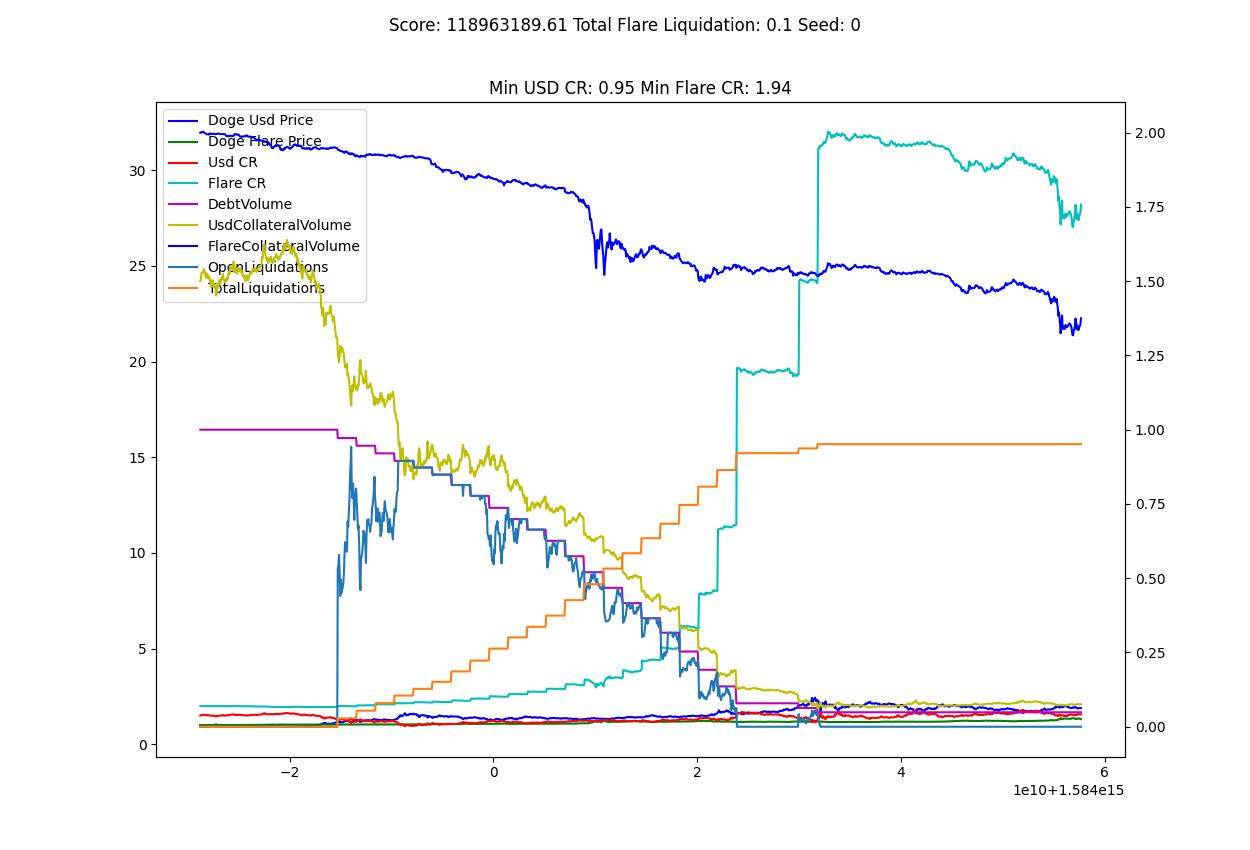 Score: 118963189.61 Total Flare Liquidation: 0.1 Seed: 0
Min USD CR: 0.95 Min Flare CR: 1.94
Doge Usd Price
Doge Flare Price
Usd CR
Flare CR
DebtVolume
UsdCollateralVolume
FlareCollateralVolume
OpenLiquidations
TotalLiquidations
30
25
20
15
10
5
0
2.00
1.75
1.50
1.25
1.00
0.75
0.50
0.25
0.00
−2 0 2 4 6
1e10+1.584e15